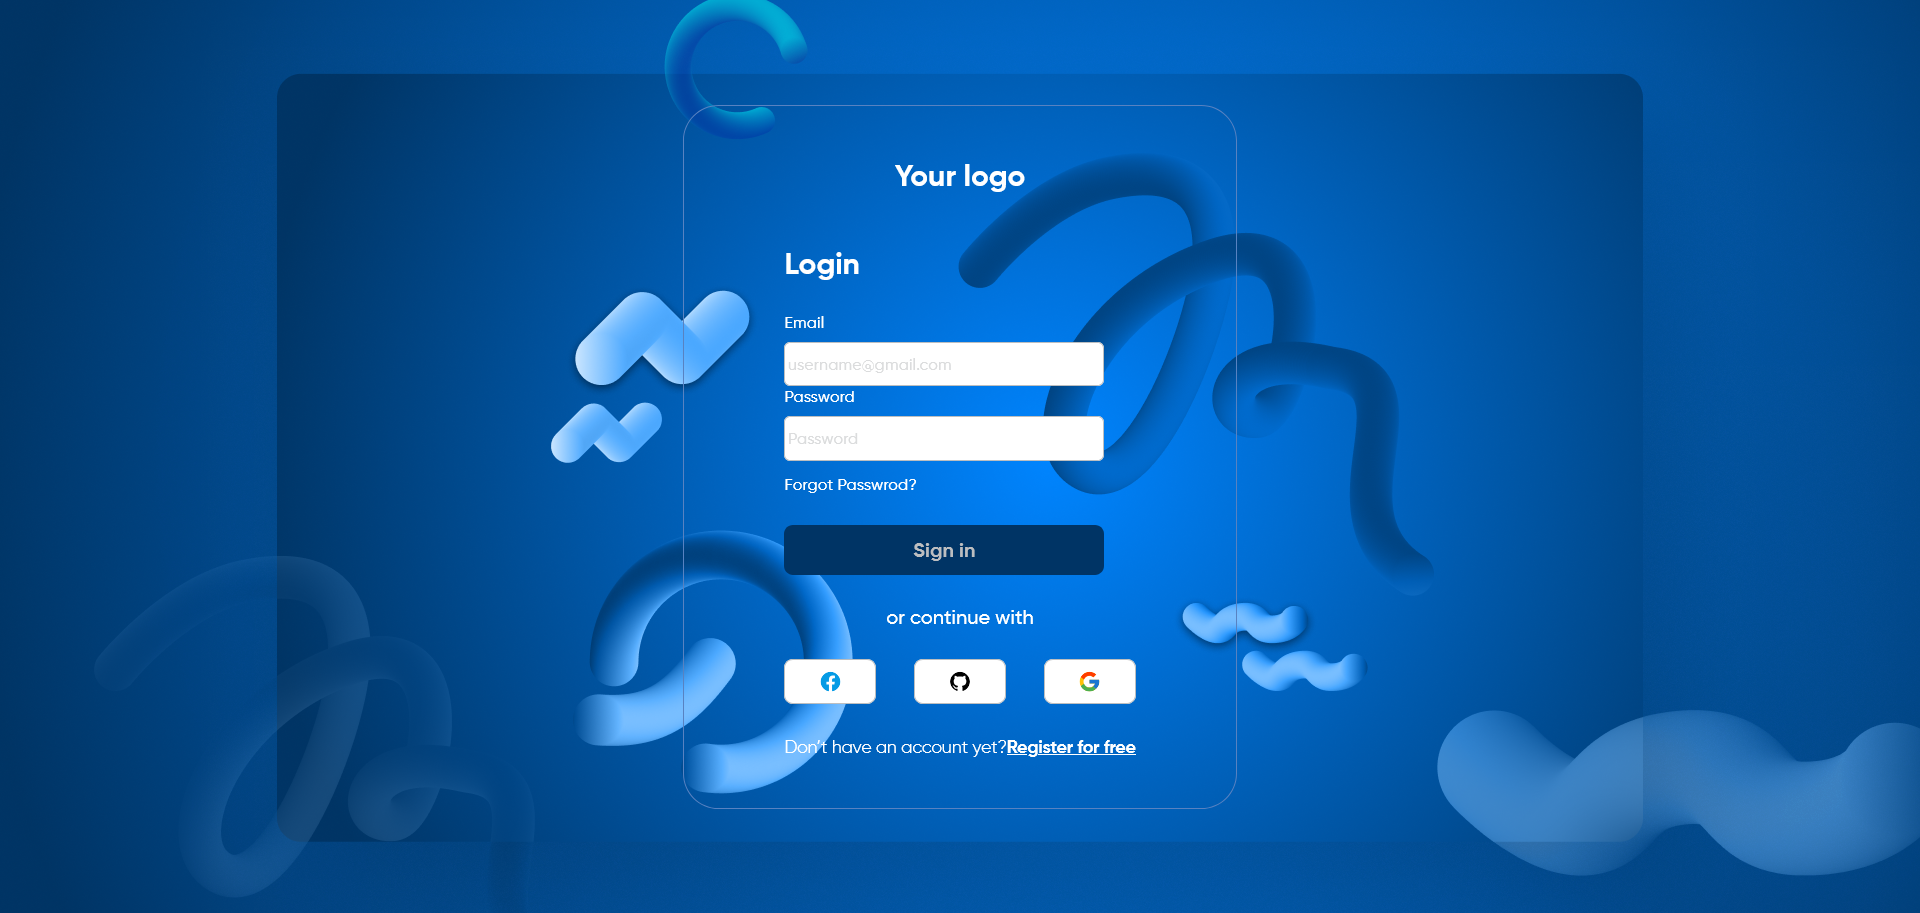 Your logo
Login
Email
username@gmail.com
Password
Password
Forgot Passwrod?
Sign in
or continue with
Don't have an account yet?Register for free